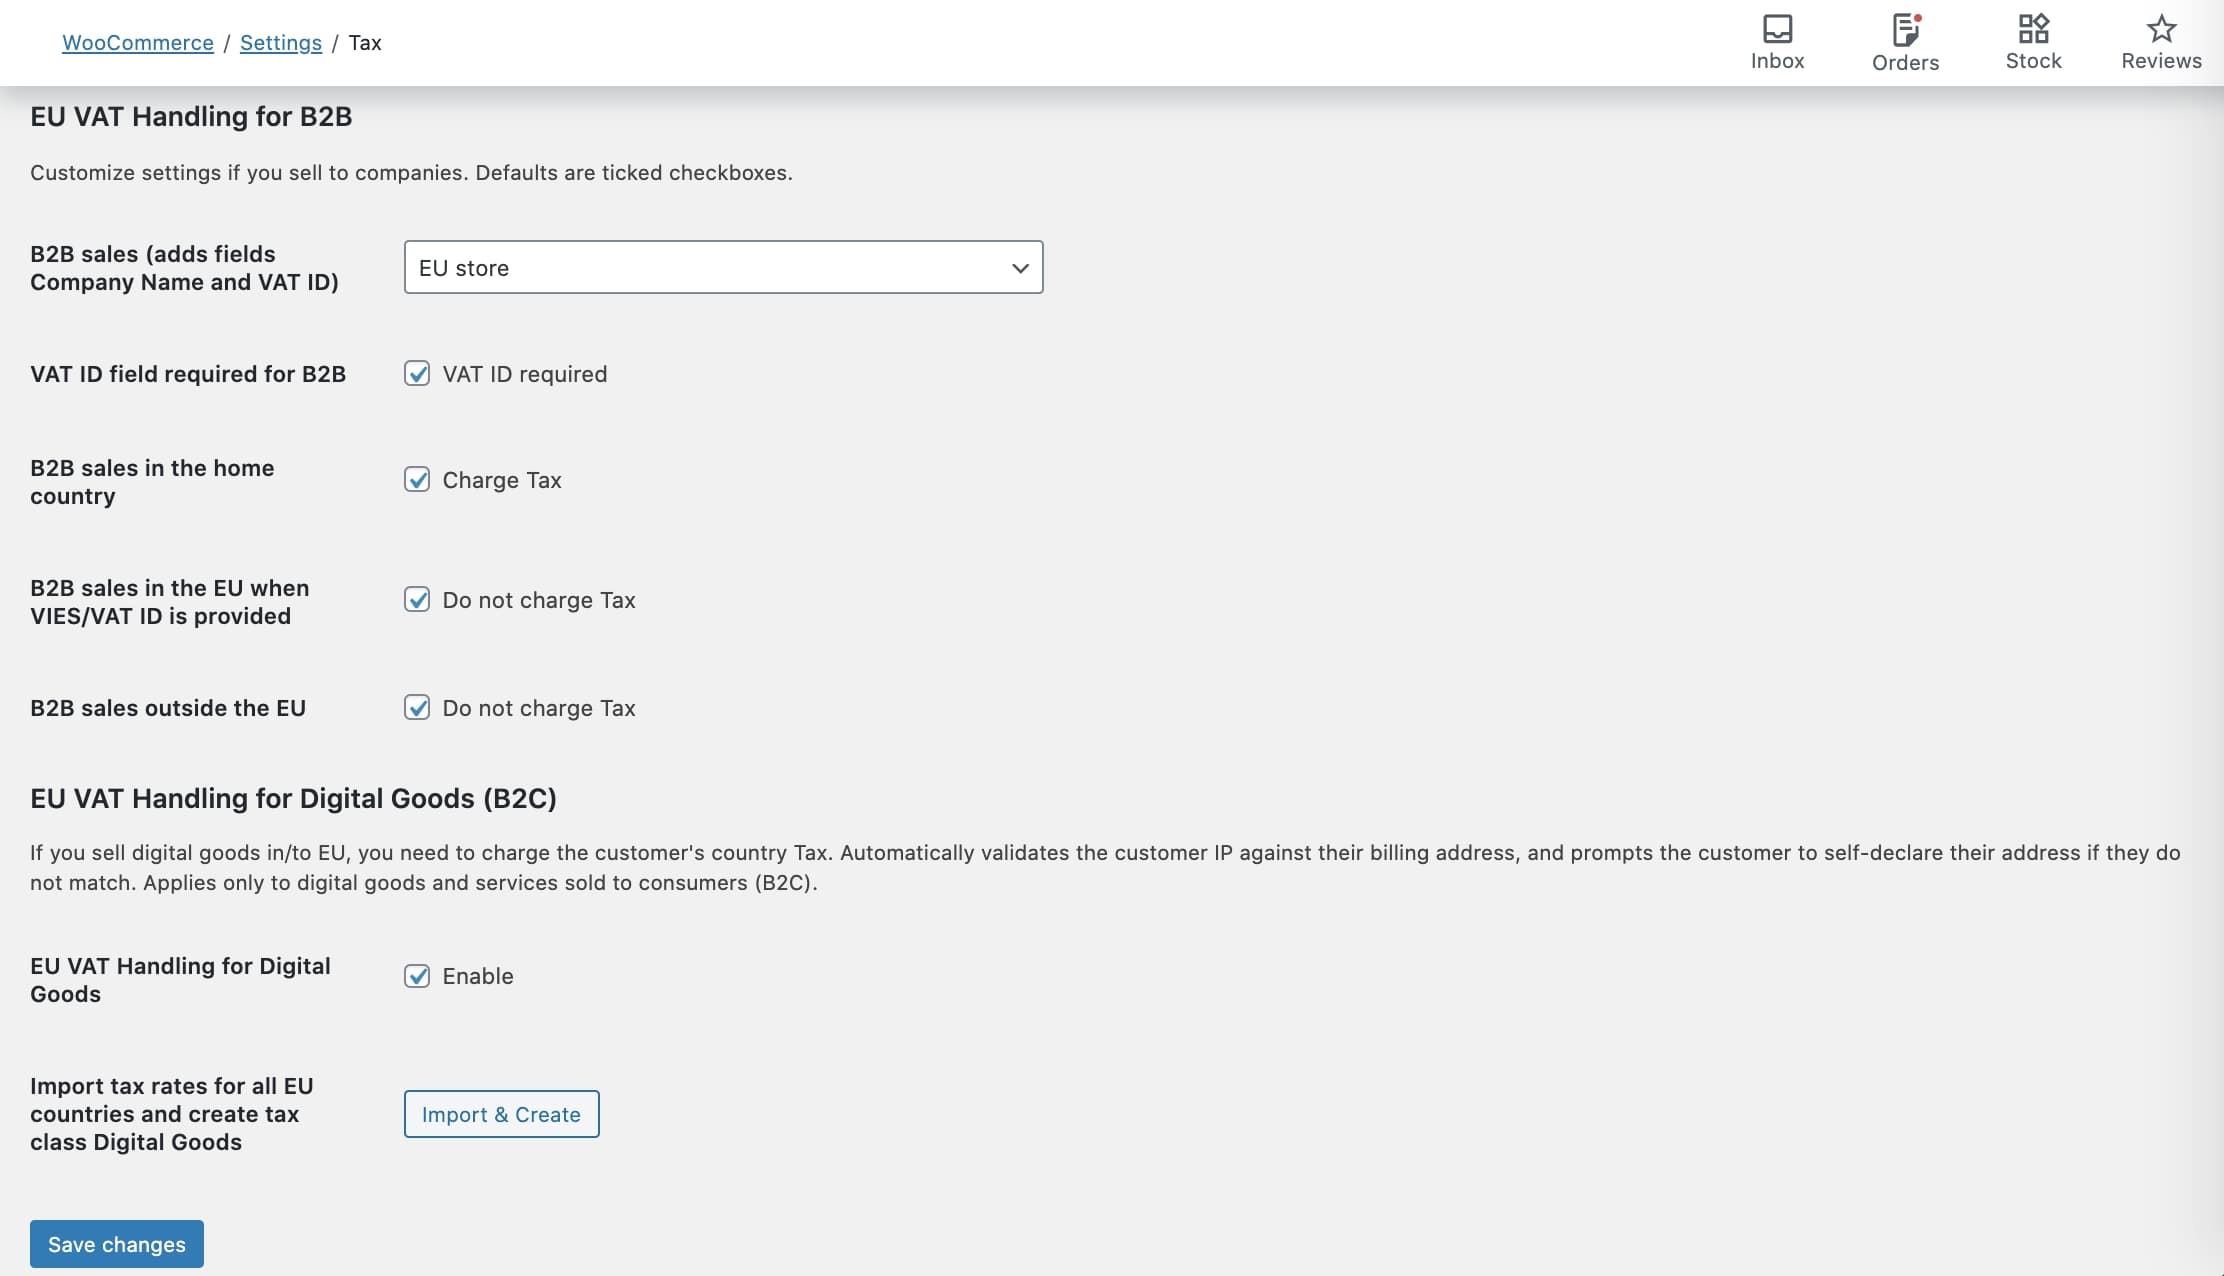 WooCommerce / Settings / Tax
Inbox
Orders
Stock
Reviews
EU VAT Handling for B2B
Customize settings if you sell to companies. Defaults are ticked checkboxes.
B2B sales (adds fields
Company Name and VAT ID)
EU store
VAT ID field required for B2B
VAT ID required
B2B sales in the home
country
Charge Tax
B2B sales in the EU when
VIES/VAT ID is provided
Do not charge Tax
B2B sales outside the EU
Do not charge Tax
EU VAT Handling for Digital Goods (B2C)
If you sell digital goods in/to EU, you need to charge the customer's country Tax. Automatically validates the customer IP against their billing address, and prompts the customer to self-declare their address if they do
not match. Applies only to digital goods and services sold to consumers (B2C).
EU VAT Handling for Digital
Goods
Enable
Import tax rates for all EU
countries and create tax
class Digital Goods
Import & Create
Save changes